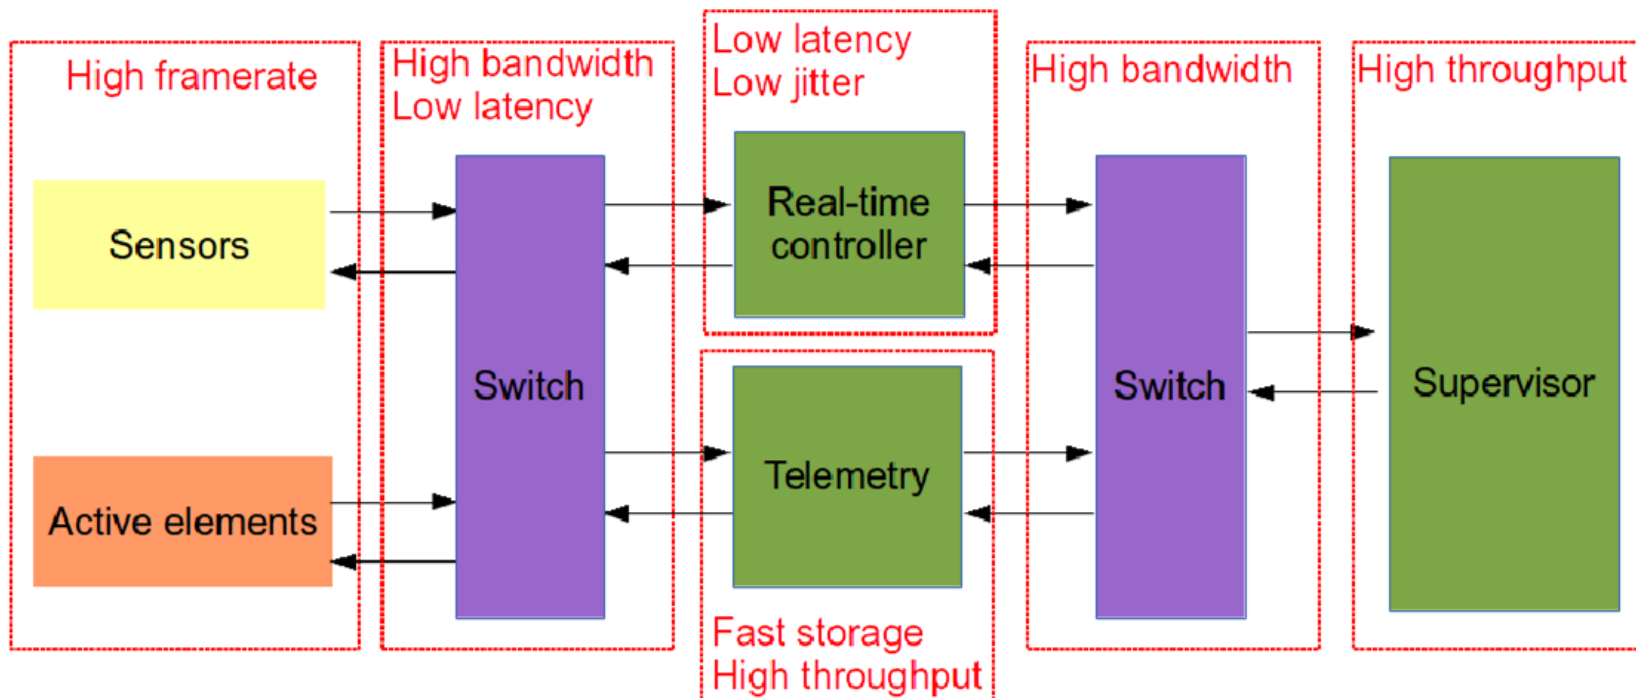 High framerate
Sensors
Active elements
High bandwidth
Low latency
Switch
Low latency
Low jitter
Real-time
controller
Telemetry
Fast storage
High throughput
High bandwidth
Switch
High throughput
Supervisor